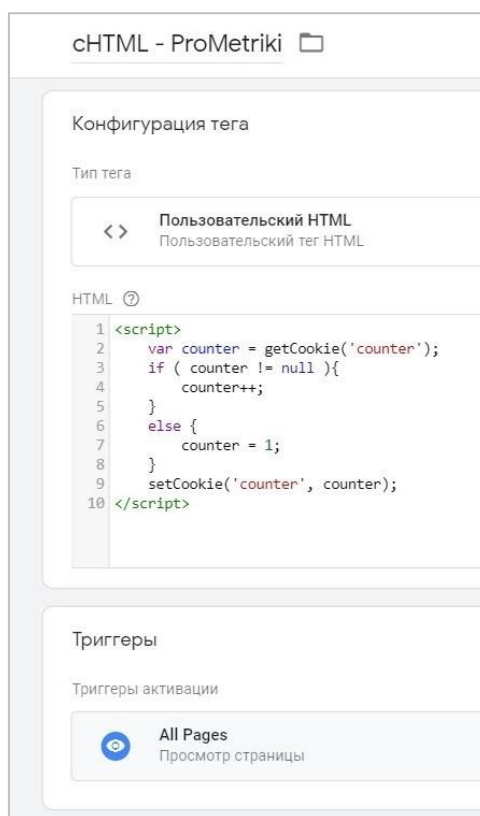 cHTML - ProMetriki
Конфигурация тега
Тип тега
Пользовательский HTML
Пользовательский тег HTML
HTML
1 <script>
2     var counter = getCookie('counter');
3     if ( counter != null ){
4         counter++;
5     }
6     else {
7         counter = 1;
8     }
9     setCookie('counter', counter);
10 </script>
Триггеры
Триггеры активации
All Pages
Просмотр страницы